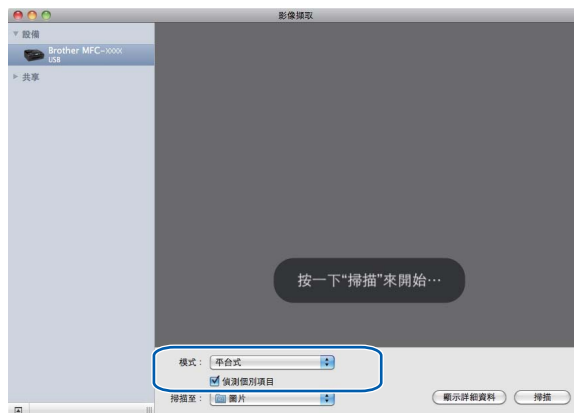 影像擷取
設備
Brother MFC-XXXX
USB
共享
按一下“掃描”來開始…
模式： 平台式
偵測個別項目
掃描至： 圖片
顯示詳細資料 掃描